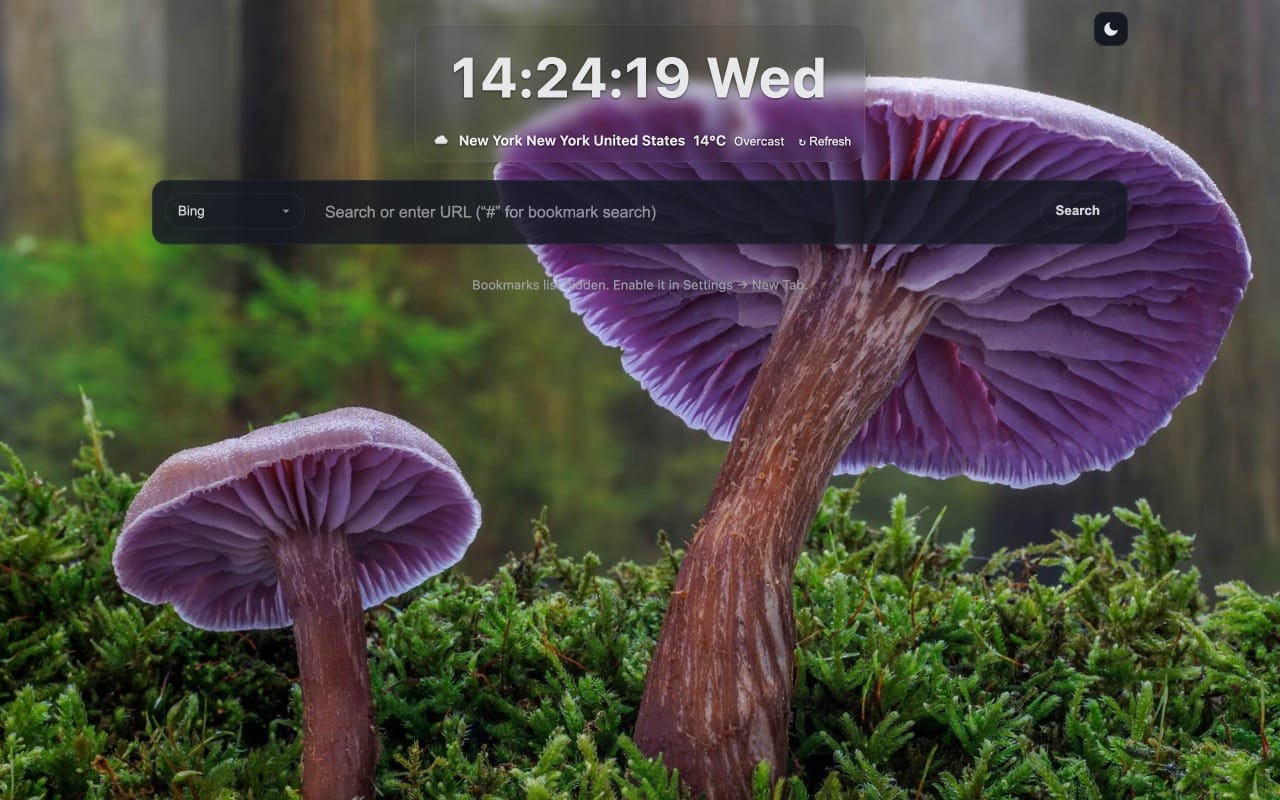 14:24:19 Wed
New York New York United States 14°C Overcast ↻ Refresh
Bing
Search or enter URL (“#” for bookmark search)
Search
Bookmarks list hidden. Enable it in Settings → New Tab.